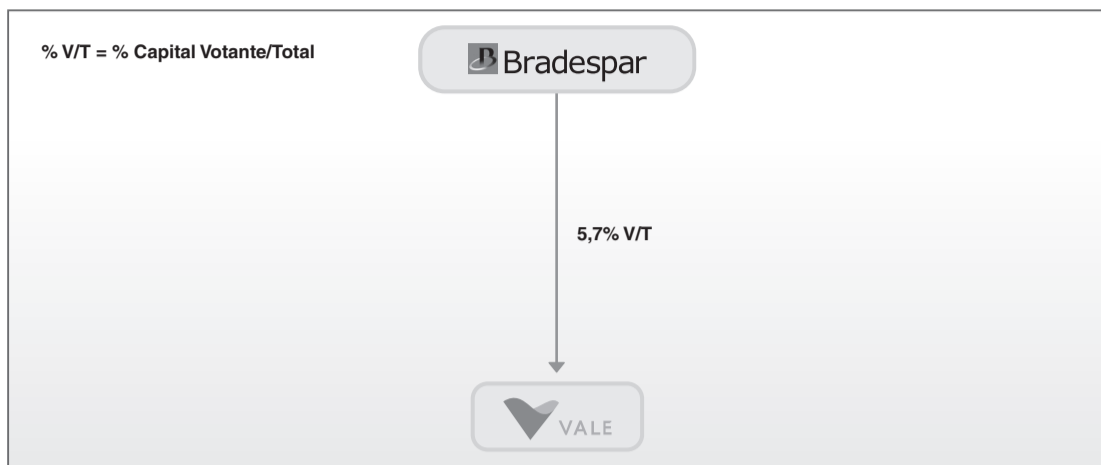 % V/T = % Capital Votante/Total
Bradespar
5,7% V/T
VALE